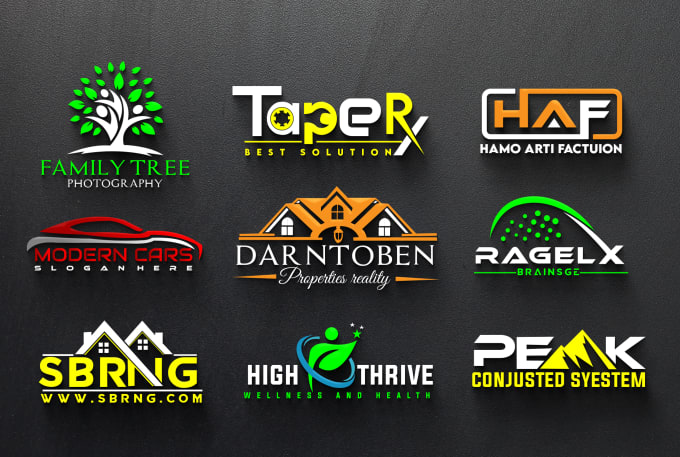 FAMILY TREE
PHOTOGRAPHY
TapeRx
BEST SOLUTION
HAF
HAMO ARTI FACTUION
MODERN CARS
SLOGAN HERE
DARNTOBEN
Properties reality
RAGELX
BRAINSGE
SBRNG
WWW.SBRNG.COM
HIGH THRIVE
WELLNESS AND HEALTH
PEAK
CONJUSTED SYESTEM